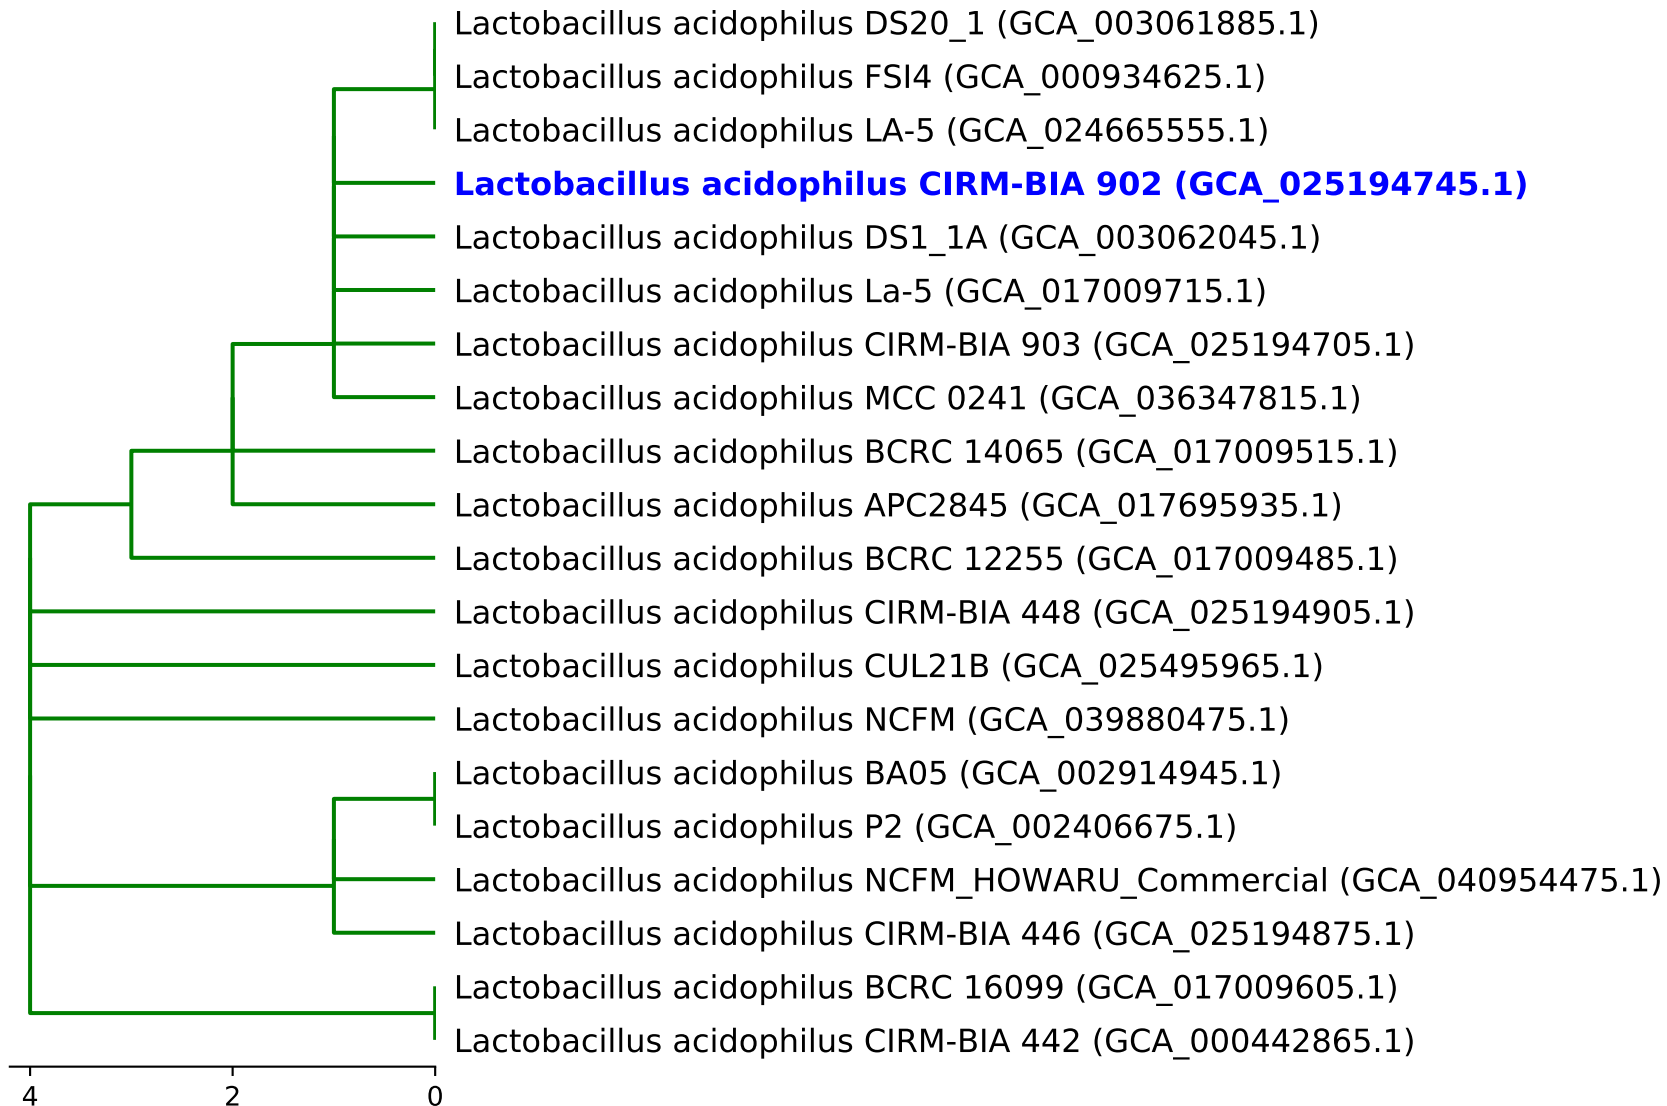 Lactobacillus acidophilus DS20_1 (GCA_003061885.1)
Lactobacillus acidophilus FSI4 (GCA_000934625.1)
Lactobacillus acidophilus LA-5 (GCA_024665555.1)
Lactobacillus acidophilus CIRM-BIA 902 (GCA_025194745.1)
Lactobacillus acidophilus DS1_1A (GCA_003062045.1)
Lactobacillus acidophilus La-5 (GCA_017009715.1)
Lactobacillus acidophilus CIRM-BIA 903 (GCA_025194705.1)
Lactobacillus acidophilus MCC 0241 (GCA_036347815.1)
Lactobacillus acidophilus BCRC 14065 (GCA_017009515.1)
Lactobacillus acidophilus APC2845 (GCA_017695935.1)
Lactobacillus acidophilus BCRC 12255 (GCA_017009485.1)
Lactobacillus acidophilus CIRM-BIA 448 (GCA_025194905.1)
Lactobacillus acidophilus CUL21B (GCA_025495965.1)
Lactobacillus acidophilus NCFM (GCA_039880475.1)
Lactobacillus acidophilus BA05 (GCA_002914945.1)
Lactobacillus acidophilus P2 (GCA_002406675.1)
Lactobacillus acidophilus NCFM_HOWARU_Commercial (GCA_040954475.1)
Lactobacillus acidophilus CIRM-BIA 446 (GCA_025194875.1)
Lactobacillus acidophilus BCRC 16099 (GCA_017009605.1)
Lactobacillus acidophilus CIRM-BIA 442 (GCA_000442865.1)
4 2 0